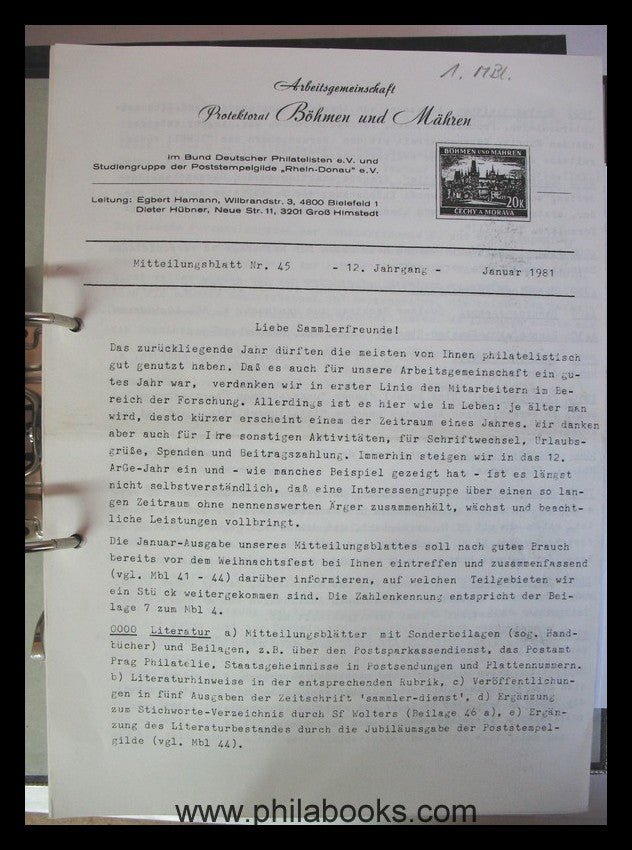 1. MBl.
Arbeitsgemeinschaft
Protektorat Böhmen und Mähren
im Bund Deutscher Philatelisten e.V. und
Studiengruppe der Poststempelgilde „Rhein-Donau" e.V.
BÖHMEN UND MÄHREN
20K
ČECHY A MORAVA
Leitung: Egbert Hamann, Wilbrandstr. 3, 4800 Bielefeld 1
Dieter Hübner, Neue Str. 11, 3201 Groß Himstedt
Mitteilungsblatt Nr. 45 - 12. Jahrgang - Januar 1981
Liebe Sammlerfreunde!
Das zurückliegende Jahr dürften die meisten von Ihnen philatelistisch
gut genutzt haben. Daß es auch für unsere Arbeitsgemeinschaft ein gu-
tes Jahr war, verdanken wir in erster Linie den Mitarbeitern im Be-
reich der Forschung. Allerdings ist es hier wie im Leben: je älter man
wird, desto kürzer erscheint einem der Zeitraum eines Jahres. Wir danken
aber auch für Ihre sonstigen Aktivitäten, für Schriftwechsel, Urlaubs-
grüße, Spenden und Beitragszahlung. Immerhin steigen wir in das 12.
ArGe-Jahr ein und - wie manches Beispiel gezeigt hat - ist es längst
nicht selbstverständlich, daß eine Interessengruppe über einen so lan-
gen Zeitraum ohne nennenswerten Ärger zusammenhält, wächst und beacht-
liche Leistungen vollbringt.
Die Januar-Ausgabe unseres Mitteilungsblattes soll nach gutem Brauch
bereits vor dem Weihnachtsfest bei Ihnen eintreffen und zusammenfassend
(vgl. Mbl 41 - 44) darüber informieren, auf welchen Teilgebieten wir
ein Stück weitergekommen sind. Die Zahlenkennung entspricht der Bei-
lage 7 zum Mbl 4.
0000 Literatur a) Mitteilungsblätter mit Sonderbeilagen (sog. Hand-
bücher) und Beilagen, z.B. über den Postsparkassendienst, das Postamt
Prag Philatelie, Staatsgeheimnisse in Postsendungen und Plattennummern.
b) Literaturhinweise in der entsprechenden Rubrik, c) Veröffentlichun-
gen in fünf Ausgaben der Zeitschrift 'sammler-dienst', d) Ergänzung
zum Stichworte-Verzeichnis durch Sf Wolters (Beilage 46 a), e) Ergän-
zung des Literaturbestandes durch die Jubiläumsgabe der Poststempel-
gilde (vgl. Mbl 44).
www.philabooks.com